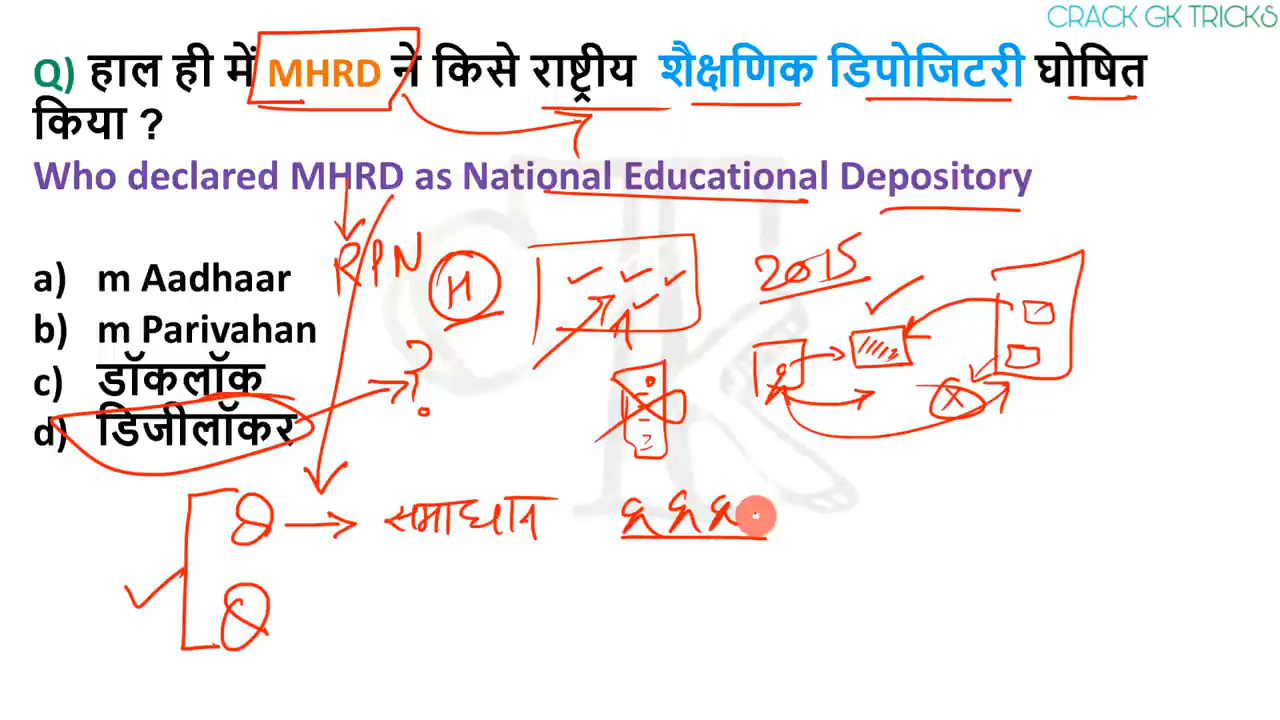 CRACK GK TRICKS
Q) हाल ही में MHRD ने किसे राष्ट्रीय शैक्षणिक डिपोजिटरी घोषित
किया ?
Who declared MHRD as National Educational Depository
a) m Aadhaar
b) m Parivahan
c) डॉकलॉक
d) डिजीलॉकर
RPN
H
2015
?
समाधान